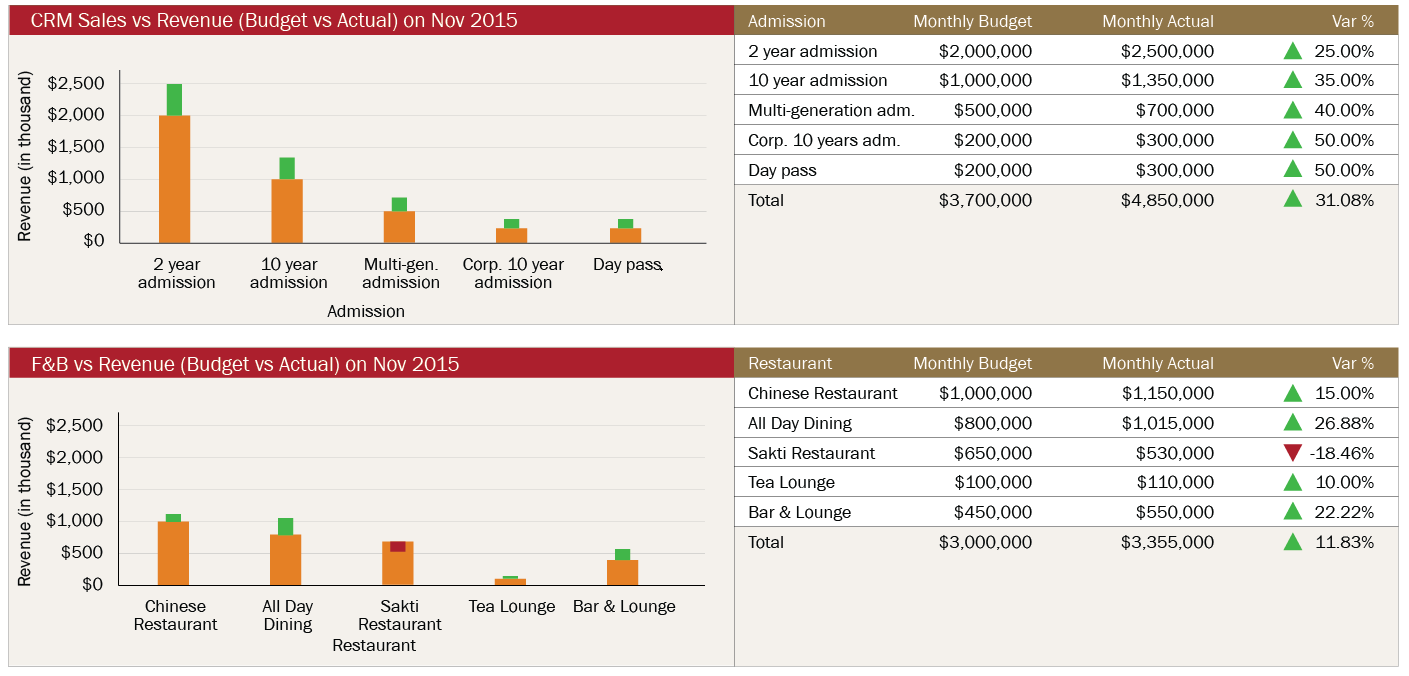 CRM Sales vs Revenue (Budget vs Actual) on Nov 2015
Revenue (in thousand)
$2,500
$2,000
$1,500
$1,000
$500
$0
2 year admission
10 year admission
Multi-gen. admission
Corp. 10 year admission
Day pass.
Admission
Admission Monthly Budget Monthly Actual Var %
2 year admission $2,000,000 $2,500,000 25.00%
10 year admission $1,000,000 $1,350,000 35.00%
Multi-generation adm. $500,000 $700,000 40.00%
Corp. 10 years adm. $200,000 $300,000 50.00%
Day pass $200,000 $300,000 50.00%
Total $3,700,000 $4,850,000 31.08%
F&B vs Revenue (Budget vs Actual) on Nov 2015
Revenue (in thousand)
$2,500
$2,000
$1,500
$1,000
$500
$0
Chinese Restaurant
All Day Dining
Sakti Restaurant
Tea Lounge
Bar & Lounge
Restaurant
Restaurant Monthly Budget Monthly Actual Var %
Chinese Restaurant $1,000,000 $1,150,000 15.00%
All Day Dining $800,000 $1,015,000 26.88%
Sakti Restaurant $650,000 $530,000 -18.46%
Tea Lounge $100,000 $110,000 10.00%
Bar & Lounge $450,000 $550,000 22.22%
Total $3,000,000 $3,355,000 11.83%